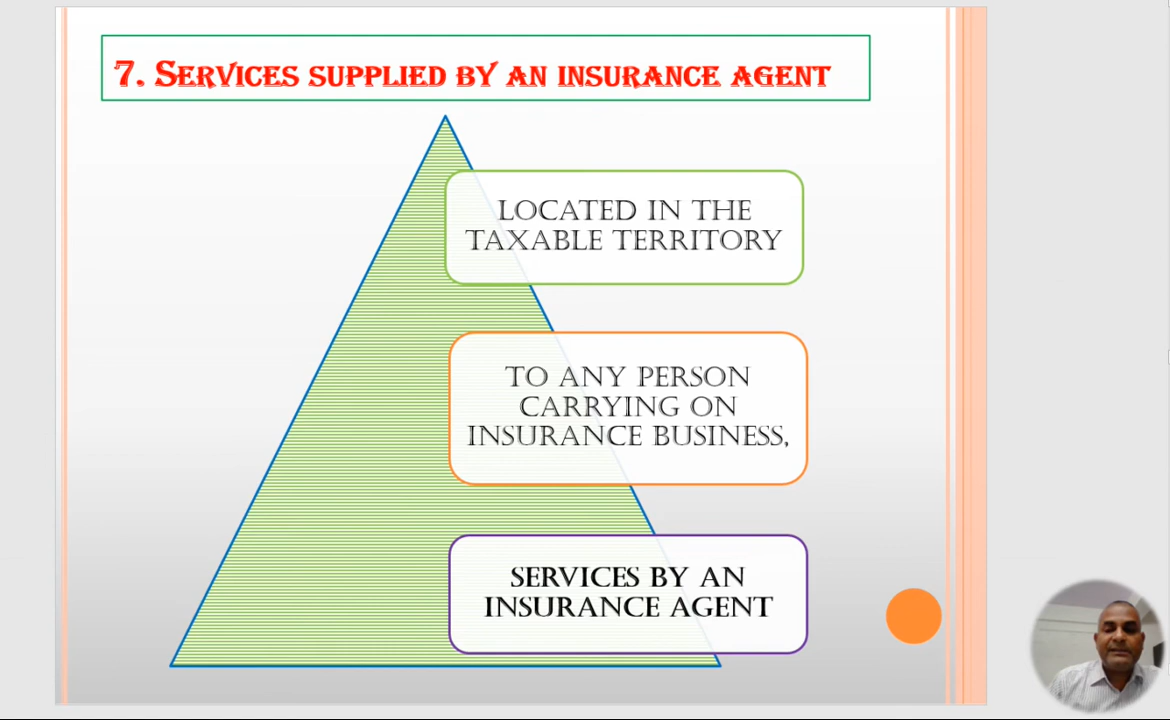 7. SERVICES SUPPLIED BY AN INSURANCE AGENT
LOCATED IN THE
TAXABLE TERRITORY
TO ANY PERSON
CARRYING ON
INSURANCE BUSINESS,
SERVICES BY AN
INSURANCE AGENT